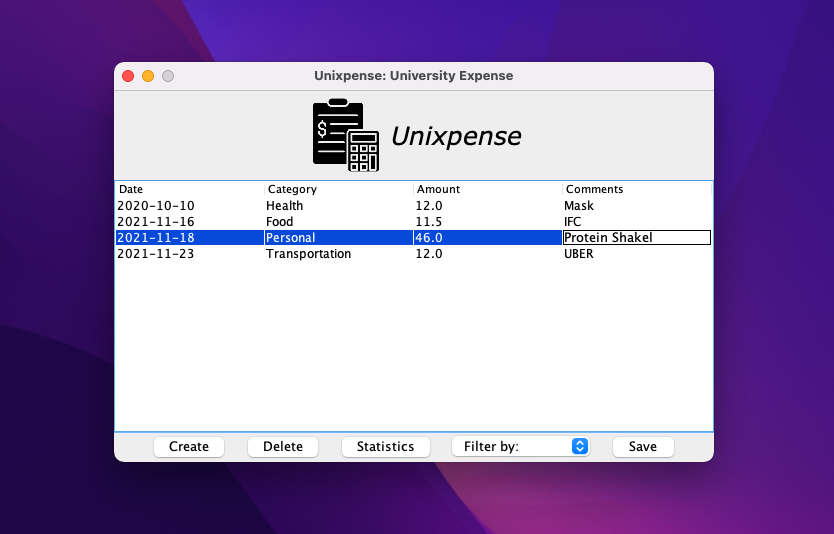 Unixpense: University Expense
$
Unixpense
Date Category Amount Comments
2020-10-10 Health 12.0 Mask
2021-11-16 Food 11.5 IFC
2021-11-18 Personal 46.0 Protein Shakel
2021-11-23 Transportation 12.0 UBER
Create Delete Statistics Filter by: Save